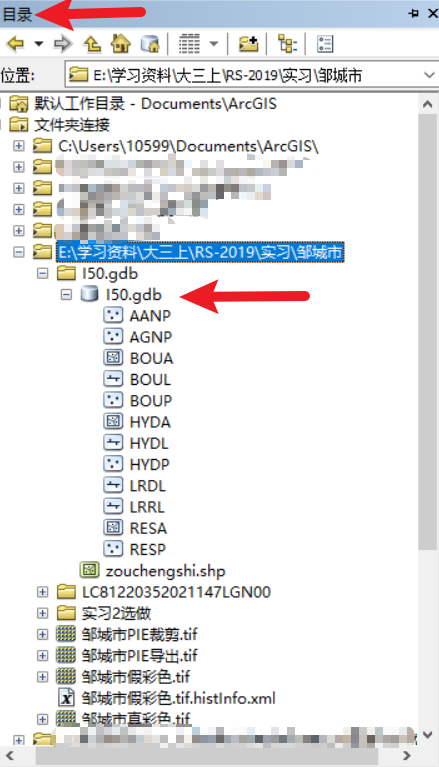 目录
位置:
E:\学习资料\大三上\RS-2019\实习\邹城市
默认工作目录 - Documents\ArcGIS
文件夹连接
C:\Users\10599\Documents\ArcGIS\
E:\学习资料\大三上\RS-2019\实习\邹城市
I50.gdb
I50.gdb
AANP
AGNP
BOUA
BOUL
BOUP
HYDA
HYDL
HYDP
LRDL
LRRL
RESA
RESP
zouchengshi.shp
LC81220352021147LGN00
实习2选做
邹城市PIE裁剪.tif
邹城市PIE导出.tif
邹城市假彩色.tif
邹城市假彩色.tif.histInfo.xml
邹城市真彩色.tif